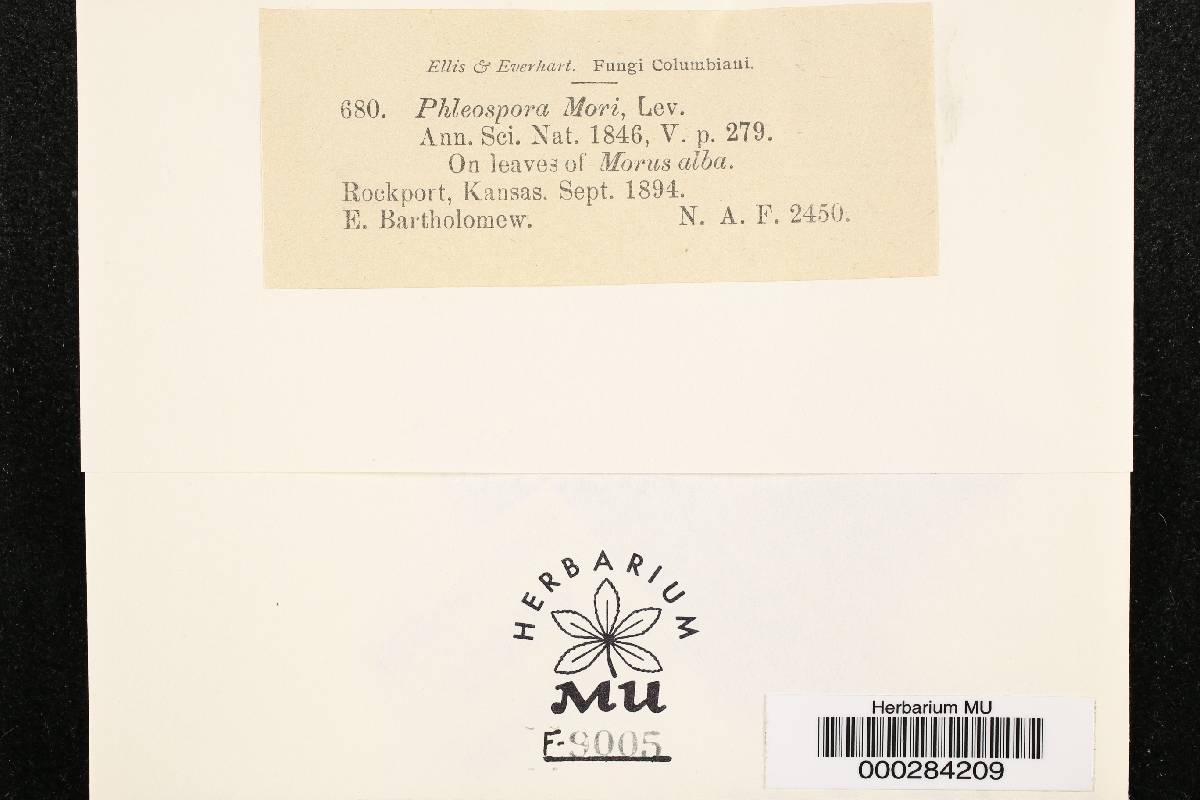 Ellis & Everhart. Fungi Columbiani.
680. Phleospora Mori, Lev.
Ann. Sci. Nat. 1846, V. p. 279.
On leaves of Morus alba.
Rockport, Kansas. Sept. 1894.
E. Bartholomew. N. A. F. 2450.
HERBARIUM
MU
F-9005
Herbarium MU
000284209